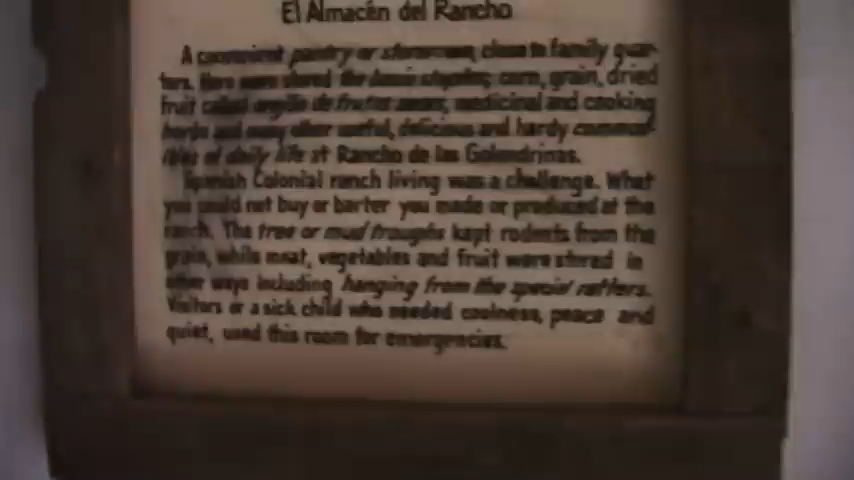 El Almacén del Rancho
A convenient pantry or storeroom, close to family quar-
ters. Here were stored the basic staples; corn, grain, dried
fruit called orejón de frutas secas, medicinal and cooking
herbs and many other useful, delicious and hardy commod-
ities of daily life at Rancho de las Golondrinas.
Spanish Colonial ranch living was a challenge. What
you could not buy or barter you made or produced at the
ranch. The tree or mud troughs kept rodents from the
grain, while meat, vegetables and fruit were stored in
other ways including hanging from the special rafters.
Visitors or a sick child who needed coolness, peace and
quiet, used this room for emergencies.